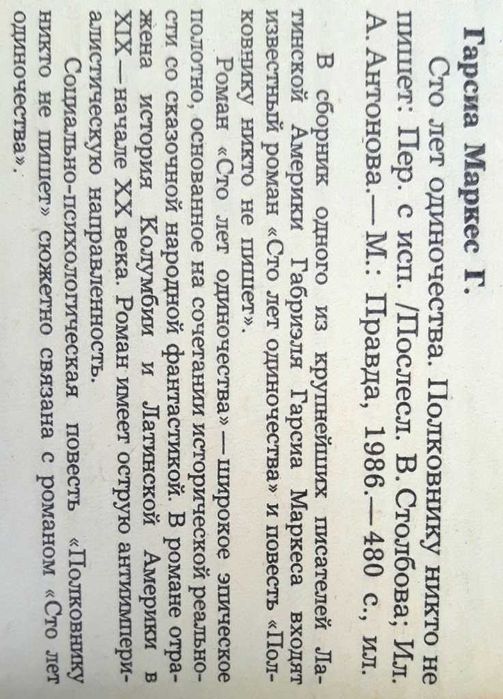 Гарсиа Маркес Г.
Сто лет одиночества. Полковнику никто не
пишет: Пер. с исп. /Послесл. В. Столбова; Ил.
А. Антонова.— М.: Правда, 1986.—480 с., ил.
В сборник одного из крупнейших писателей Ла-
тинской Америки Габриэля Гарсиа Маркеса входят
известный роман «Сто лет одиночества» и повесть «Пол-
ковнику никто не пишет».
Роман «Сто лет одиночества»—широкое эпическое
полотно, основанное на сочетании исторической реально-
сти со сказочной народной фантастикой. В романе отра-
жена история Колумбии и Латинской Америки в
XIX—начале XX века. Роман имеет острую антиимпери-
алистическую направленность.
Социально-психологическая повесть «Полковнику
никто не пишет» сюжетно связана с романом «Сто лет
одиночества».